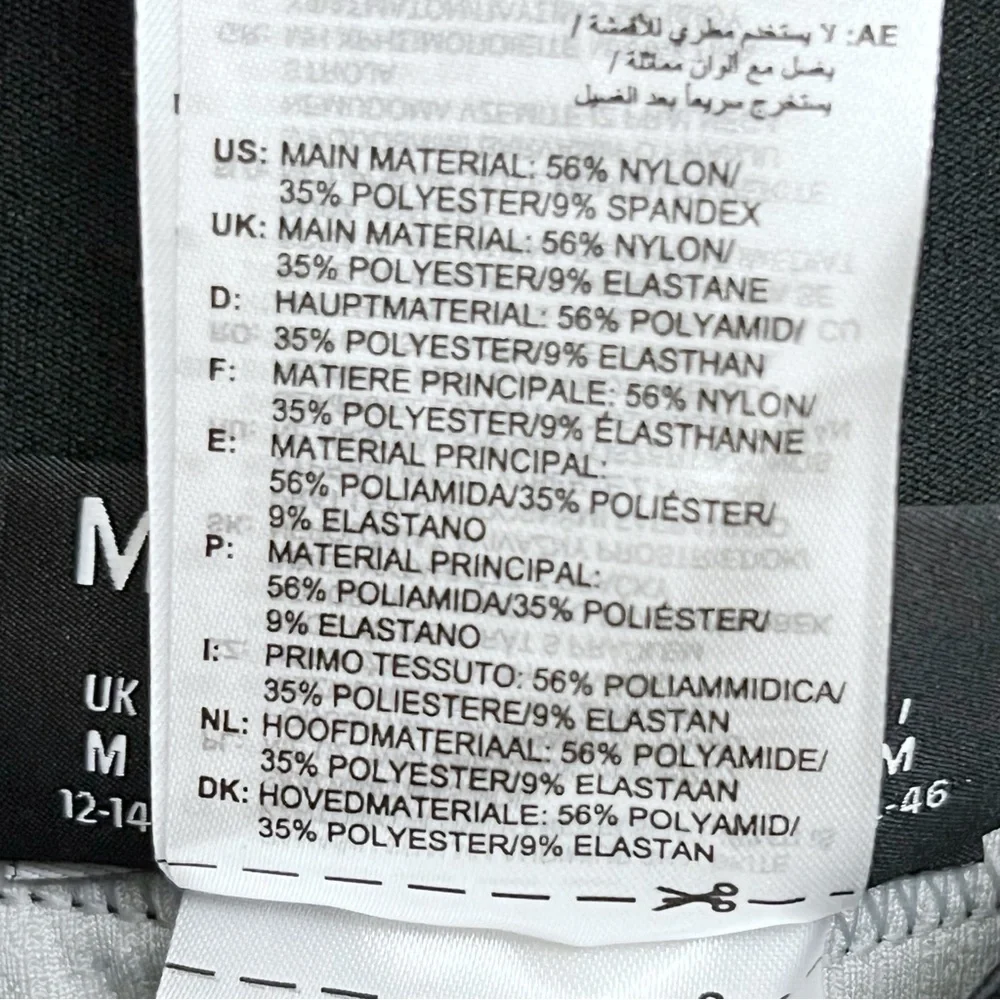 AE: لا يستخدم مطري للأقمشة /
يغسل مع ألوان مماثلة /
يستخرج سريعاً بعد الغسيل
US: MAIN MATERIAL: 56% NYLON/
35% POLYESTER/9% SPANDEX
UK: MAIN MATERIAL: 56% NYLON/
35% POLYESTER/9% ELASTANE
D: HAUPTMATERIAL: 56% POLYAMID/
35% POLYESTER/9% ELASTHAN
F: MATIERE PRINCIPALE: 56% NYLON/
35% POLYESTER/9% ÉLASTHANNE
E: MATERIAL PRINCIPAL:
56% POLIAMIDA/35% POLIÉSTER/
9% ELASTANO
P: MATERIAL PRINCIPAL:
56% POLIAMIDA/35% POLIÉSTER/
9% ELASTANO
I: PRIMO TESSUTO: 56% POLIAMMIDICA/
35% POLIESTERE/9% ELASTAN
NL: HOOFDMATERIAAL: 56% POLYAMIDE/
35% POLYESTER/9% ELASTAAN
DK: HOVEDMATERIALE: 56% POLYAMID/
35% POLYESTER/9% ELASTAN
M
UK
M
12-14
I
M
-46